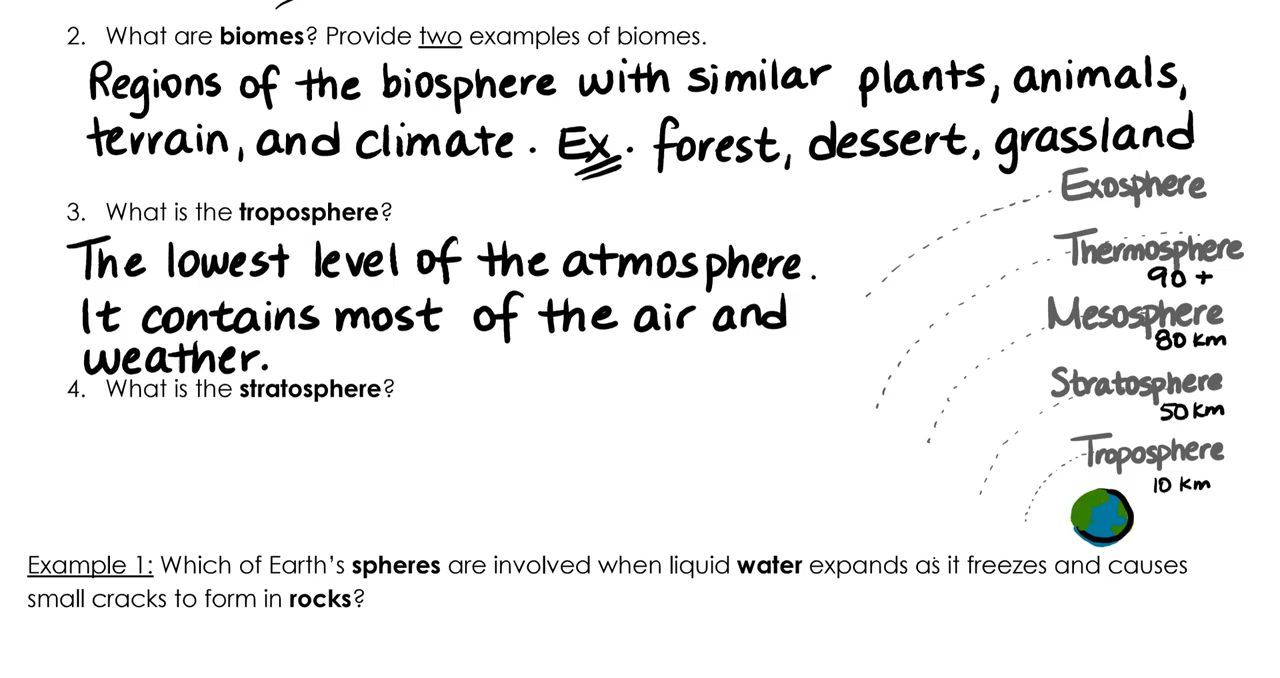 2. What are biomes? Provide two examples of biomes.
Regions of the biosphere with similar plants, animals,
terrain, and climate. Ex. forest, dessert, grassland
Exosphere
3. What is the troposphere?
The lowest level of the atmosphere.
It contains most of the air and
weather.
Thermosphere
90 +
Mesosphere
80 km
Stratosphere
50 km
Troposphere
10 km
4. What is the stratosphere?
Example 1: Which of Earth's spheres are involved when liquid water expands as it freezes and causes
small cracks to form in rocks?